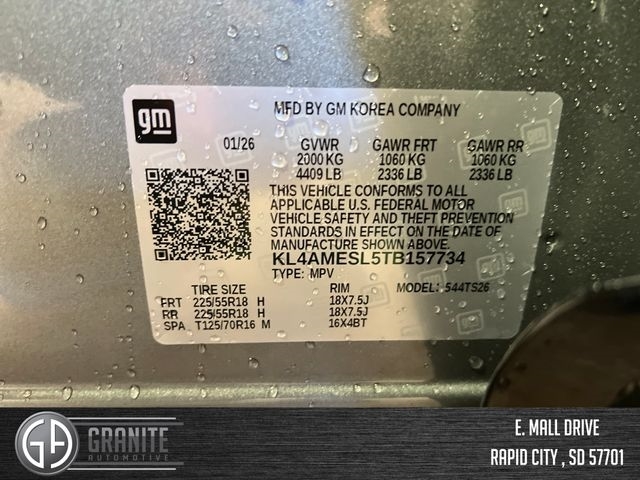 gm
MFD BY GM KOREA COMPANY
01/26 GVWR GAWR FRT GAWR RR
2000 KG 1060 KG 1060 KG
4409 LB 2336 LB 2336 LB
THIS VEHICLE CONFORMS TO ALL
APPLICABLE U.S. FEDERAL MOTOR
VEHICLE SAFETY AND THEFT PREVENTION
STANDARDS IN EFFECT ON THE DATE OF
MANUFACTURE SHOWN ABOVE.
KL4AMESL5TB157734
TYPE: MPV MODEL: 544TS26
TIRE SIZE RIM
FRT 225/55R18 H 18X7.5J
RR 225/55R18 H 18X7.5J
SPA T125/70R16 M 16X4BT
GA GRANITE
AUTOMOTIVE
E. MALL DRIVE
RAPID CITY , SD 57701